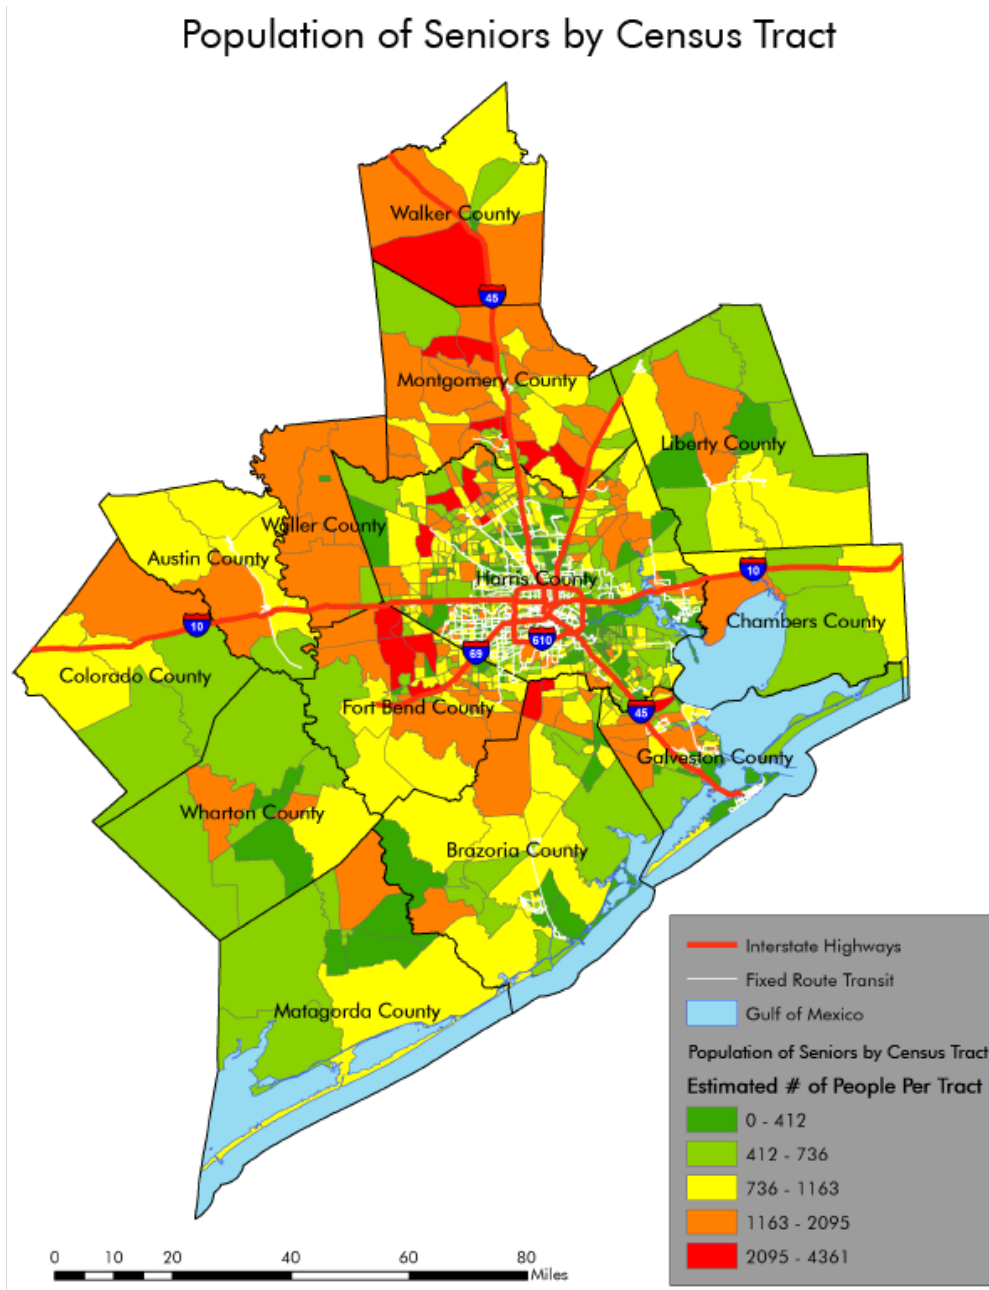 Population of Seniors by Census Tract
Walker County
45
Montgomery County
Liberty County
Waller County
Austin County
Harris County
10
10
Chambers County
610
69
Colorado County
Fort Bend County
45
Galveston County
Wharton County
Brazoria County
Matagorda County
Interstate Highways
Fixed Route Transit
Gulf of Mexico
Population of Seniors by Census Tract
Estimated # of People Per Tract
0 - 412
412 - 736
736 - 1163
1163 - 2095
2095 - 4361
0 10 20 40 60 80
Miles